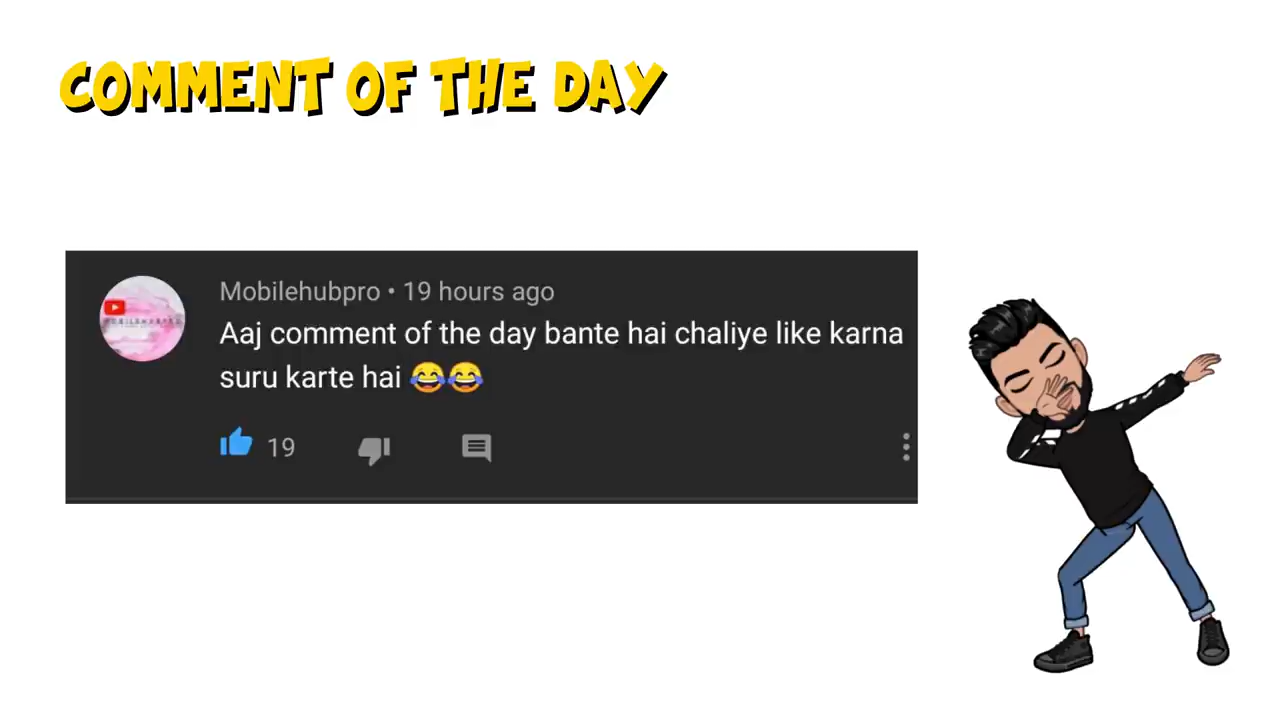 COMMENT OF THE DAY
Mobilehubpro • 19 hours ago
Aaj comment of the day bante hai chaliye like karna
suru karte hai 😂😂
19